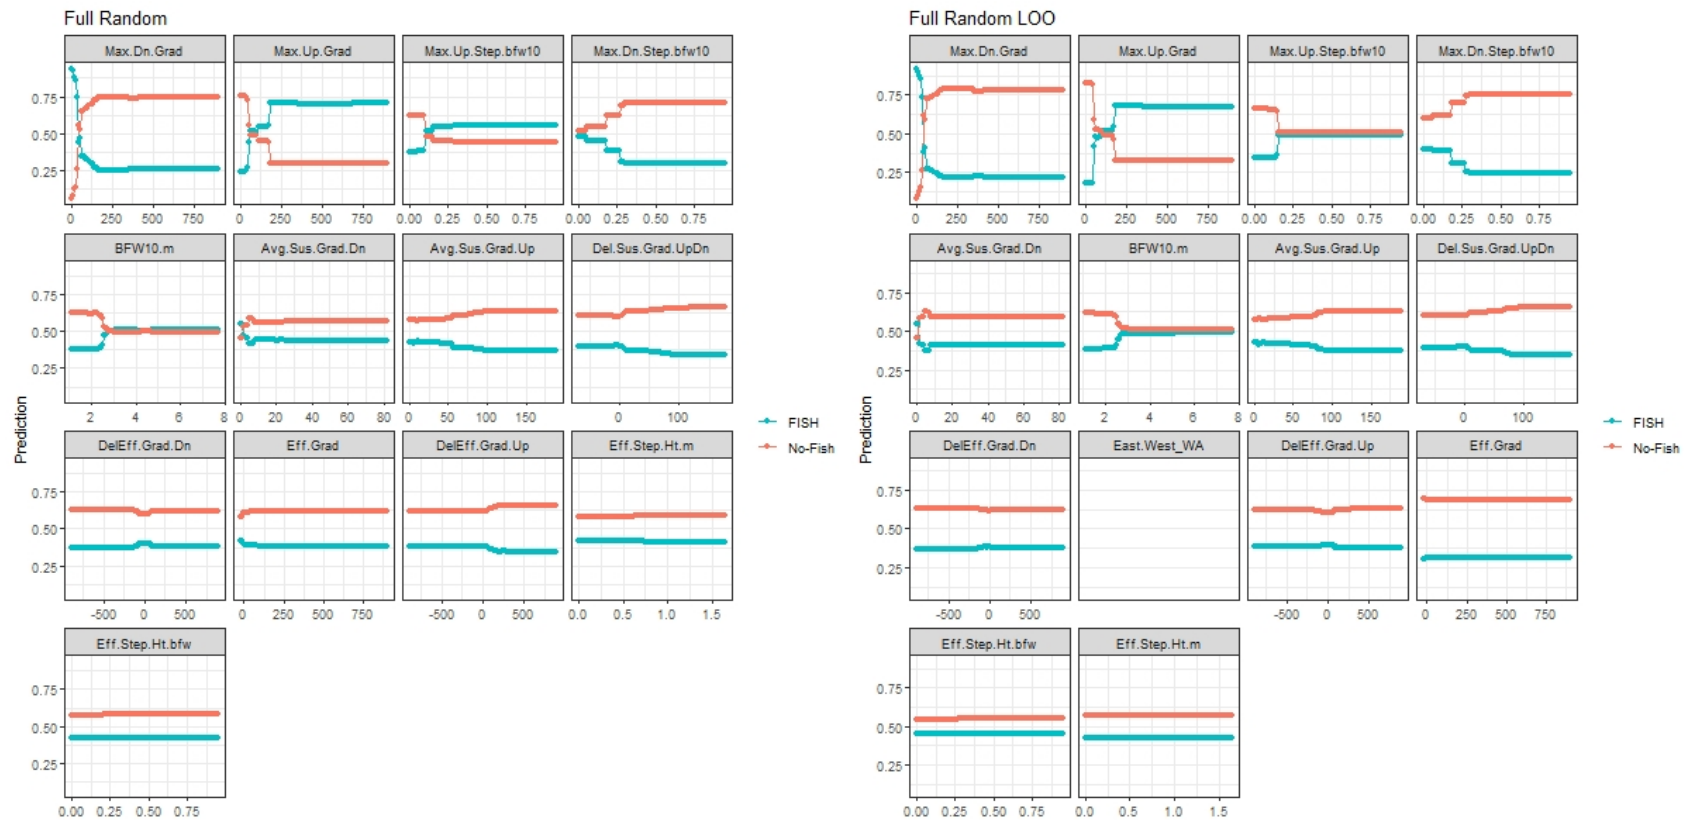 Full Random
Max.Dn.Grad Max.Up.Grad Max.Up.Step.bfw10 Max.Dn.Step.bfw10
0.75
0.50
0.25
0 250 500 750 0 250 500 750 0.00 0.25 0.50 0.75 0.00 0.25 0.50 0.75
BFW10.m Avg.Sus.Grad.Dn Avg.Sus.Grad.Up Del.Sus.Grad.UpDn
0.75
0.50
0.25
2 4 6 8 0 20 40 60 80 0 50 100 150 0 100
DelEff.Grad.Dn Eff.Grad DelEff.Grad.Up Eff.Step.Ht.m
0.75
0.50
0.25
-500 0 500 0 250 500 750 -500 0 500 0.0 0.5 1.0 1.5
Eff.Step.Ht.bfw
0.75
0.50
0.25
0.00 0.25 0.50 0.75
Prediction
FISH
No-Fish
Full Random LOO
Max.Dn.Grad Max.Up.Grad Max.Up.Step.bfw10 Max.Dn.Step.bfw10
0.75
0.50
0.25
0 250 500 750 0 250 500 750 0.00 0.25 0.50 0.75 0.00 0.25 0.50 0.75
Avg.Sus.Grad.Dn BFW10.m Avg.Sus.Grad.Up Del.Sus.Grad.UpDn
0.75
0.50
0.25
0 20 40 60 80 2 4 6 8 0 50 100 150 0 100
DelEff.Grad.Dn East.West_WA DelEff.Grad.Up Eff.Grad
0.75
0.50
0.25
-500 0 500 -500 0 500 0 250 500 750
Eff.Step.Ht.bfw Eff.Step.Ht.m
0.75
0.50
0.25
0.00 0.25 0.50 0.75 0.0 0.5 1.0 1.5
Prediction
FISH
No-Fish